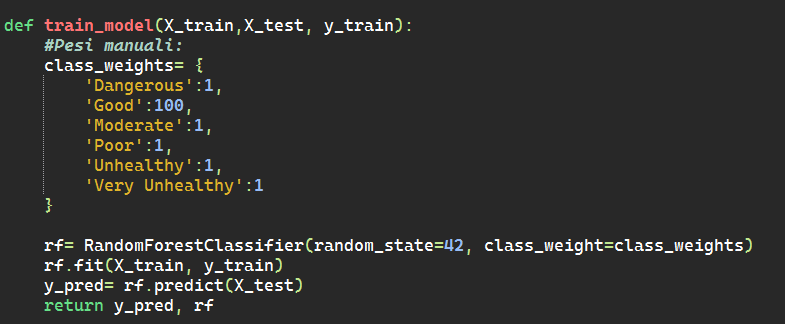 def train_model(X_train,X_test, y_train):
    #Pesi manuali:
    class_weights= {
        'Dangerous':1,
        'Good':100,
        'Moderate':1,
        'Poor':1,
        'Unhealthy':1,
        'Very Unhealthy':1
    }
    rf= RandomForestClassifier(random_state=42, class_weight=class_weights)
    rf.fit(X_train, y_train)
    y_pred= rf.predict(X_test)
    return y_pred, rf